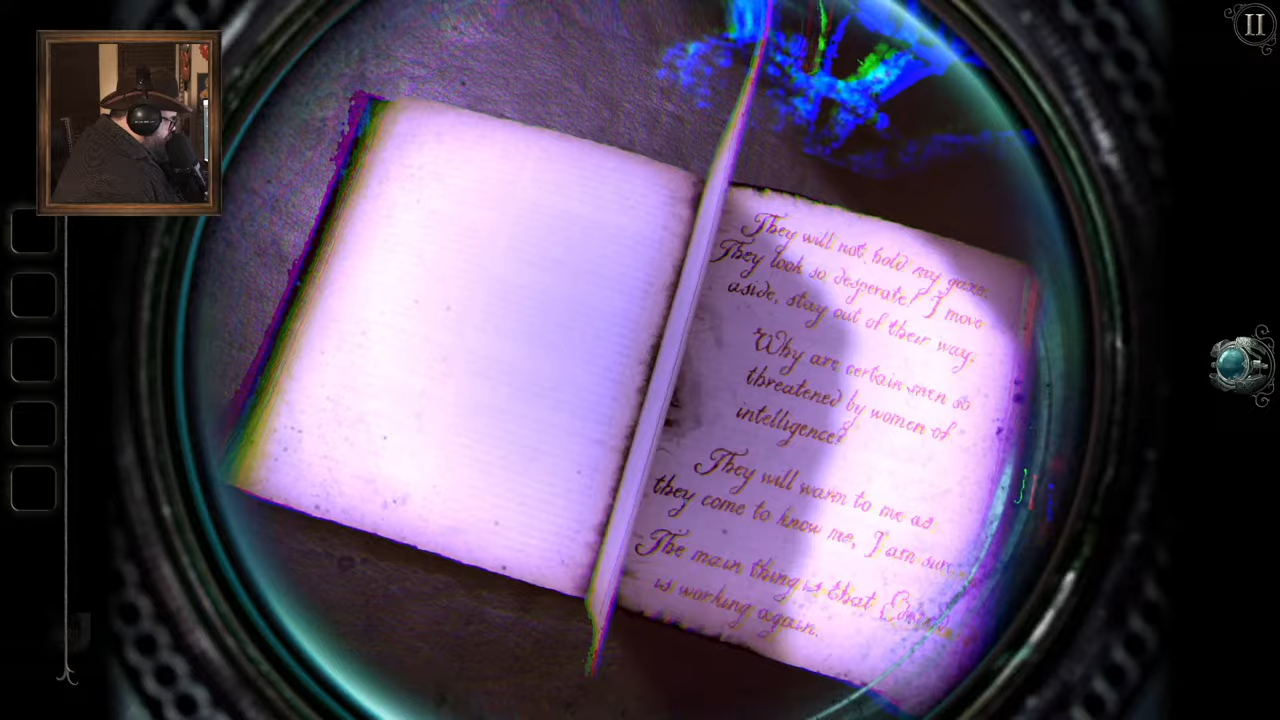 They will not hold my gaze.
They look so desperate! I move
aside, stay out of their way.
Why are certain men so
threatened by women of
intelligence?
They will warm to me as
they come to know me, I am sure.
The main thing is that
is working again.